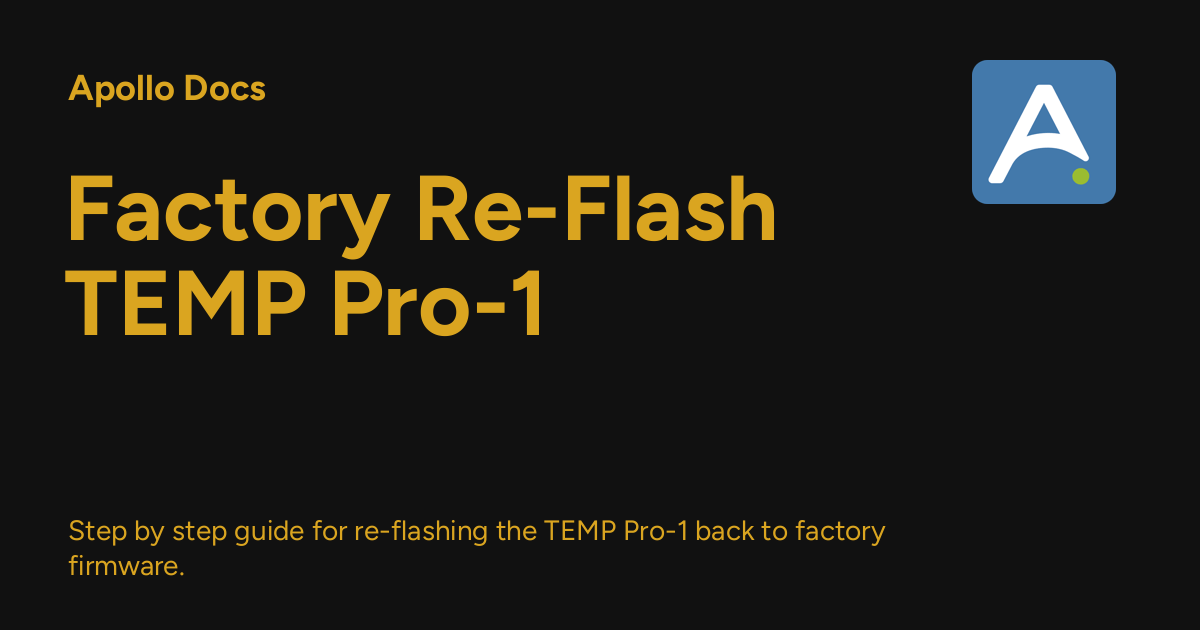 Apollo Docs
Factory Re-Flash
TEMP Pro-1
Step by step guide for re-flashing the TEMP Pro-1 back to factory
firmware.